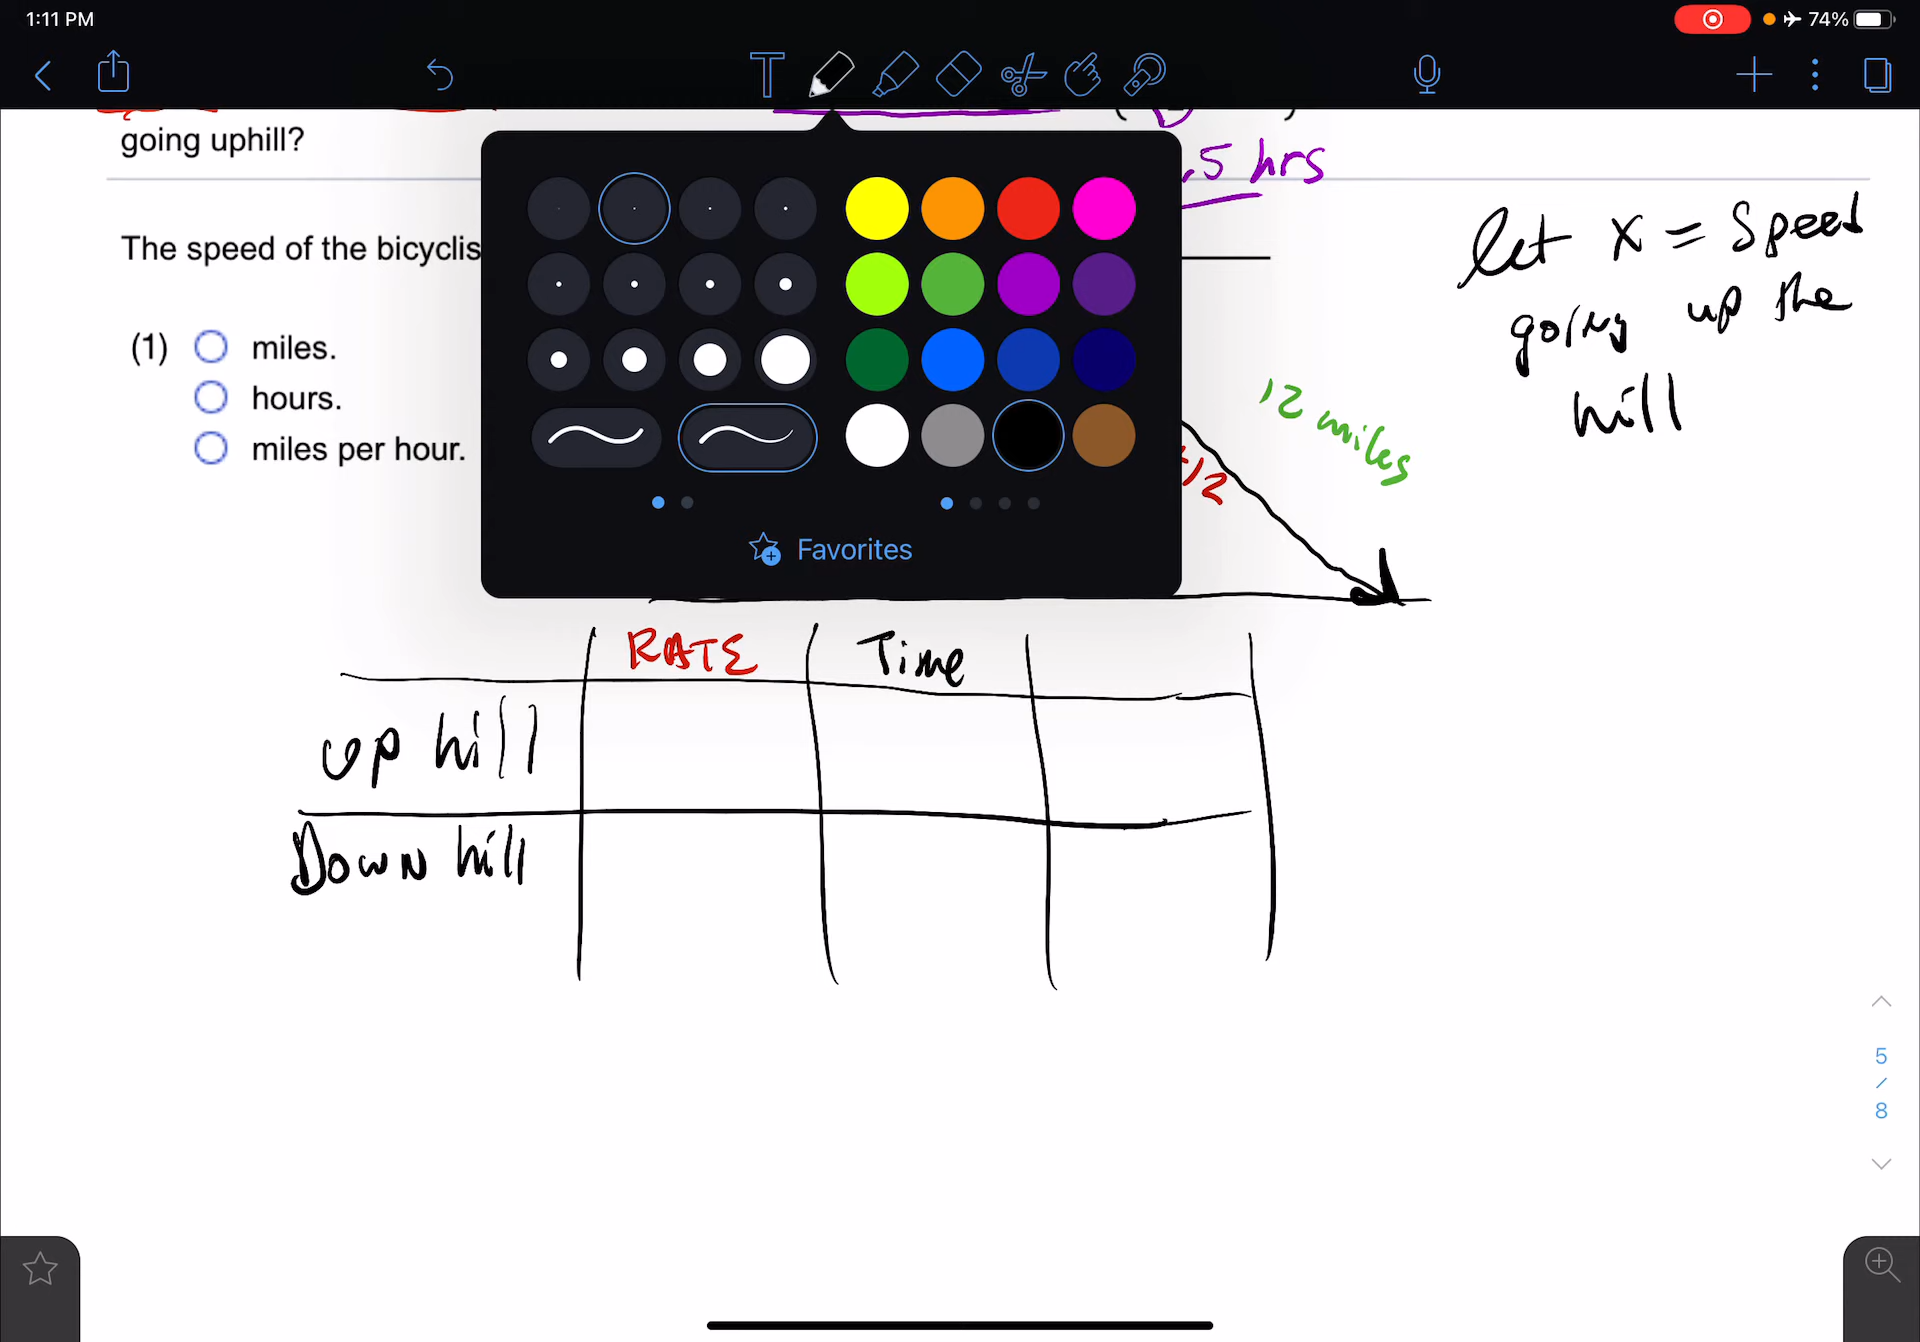 1:11 PM
74%
T
going uphill?
.5 hrs
The speed of the bicyclis
let x = Speed
going up the
hill
(1) miles.
hours.
miles per hour.
12 miles
+12
Favorites
RATE Time
up hill
Down hill
5
/
8